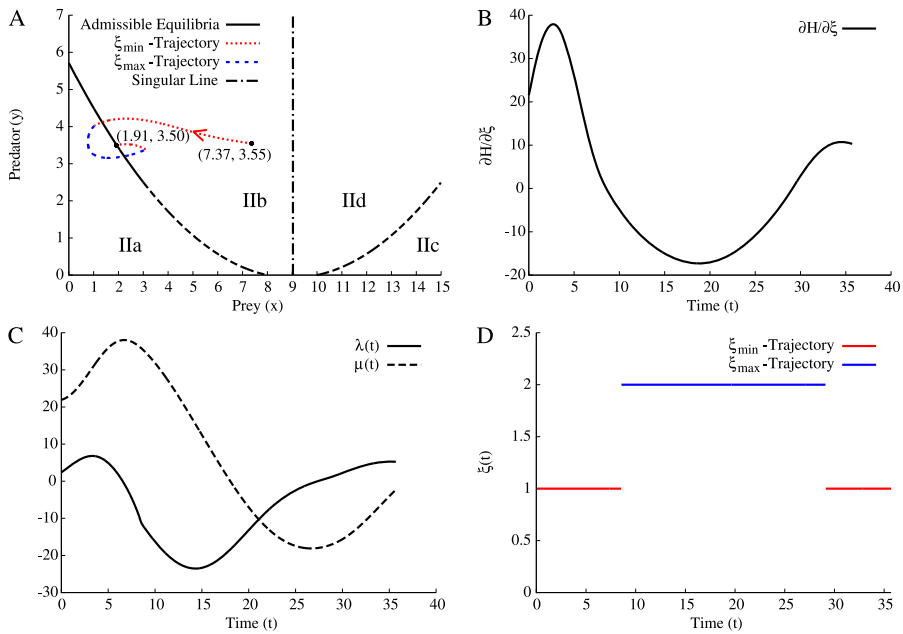 A
Admissible Equilibria
ξmin -Trajectory
ξmax-Trajectory
Singular Line
7
6
5
4
3
2
1
0
Predator (y)
(1.91, 3.50)
(7.37, 3.55)
IIa
IIb
IId
IIc
0 1 2 3 4 5 6 7 8 9 10 11 12 13 14 15
Prey (x)
B
∂H/∂ξ
40
30
20
10
0
-10
-20
∂H/∂ξ
0 5 10 15 20 25 30 35 40
Time (t)
C
λ(t)
μ(t)
40
30
20
10
0
-10
-20
-30
0 5 10 15 20 25 30 35 40
Time (t)
D
ξmin -Trajectory
ξmax -Trajectory
2.5
2
1.5
1
0.5
0
ξ(t)
0 5 10 15 20 25 30 35
Time (t)